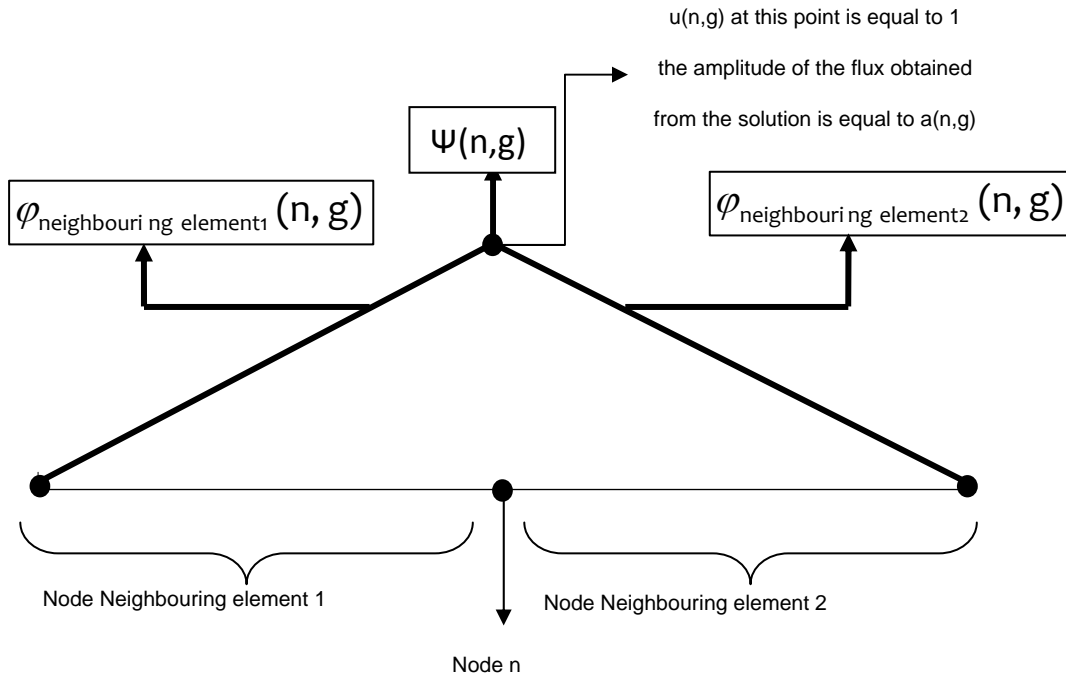 u(n,g) at this point is equal to 1
the amplitude of the flux obtained
from the solution is equal to a(n,g)
Ψ(n,g)
φneighbouri ng element1 (n, g)
φneighbouri ng element2 (n, g)
Node Neighbouring element 1
Node Neighbouring element 2
Node n